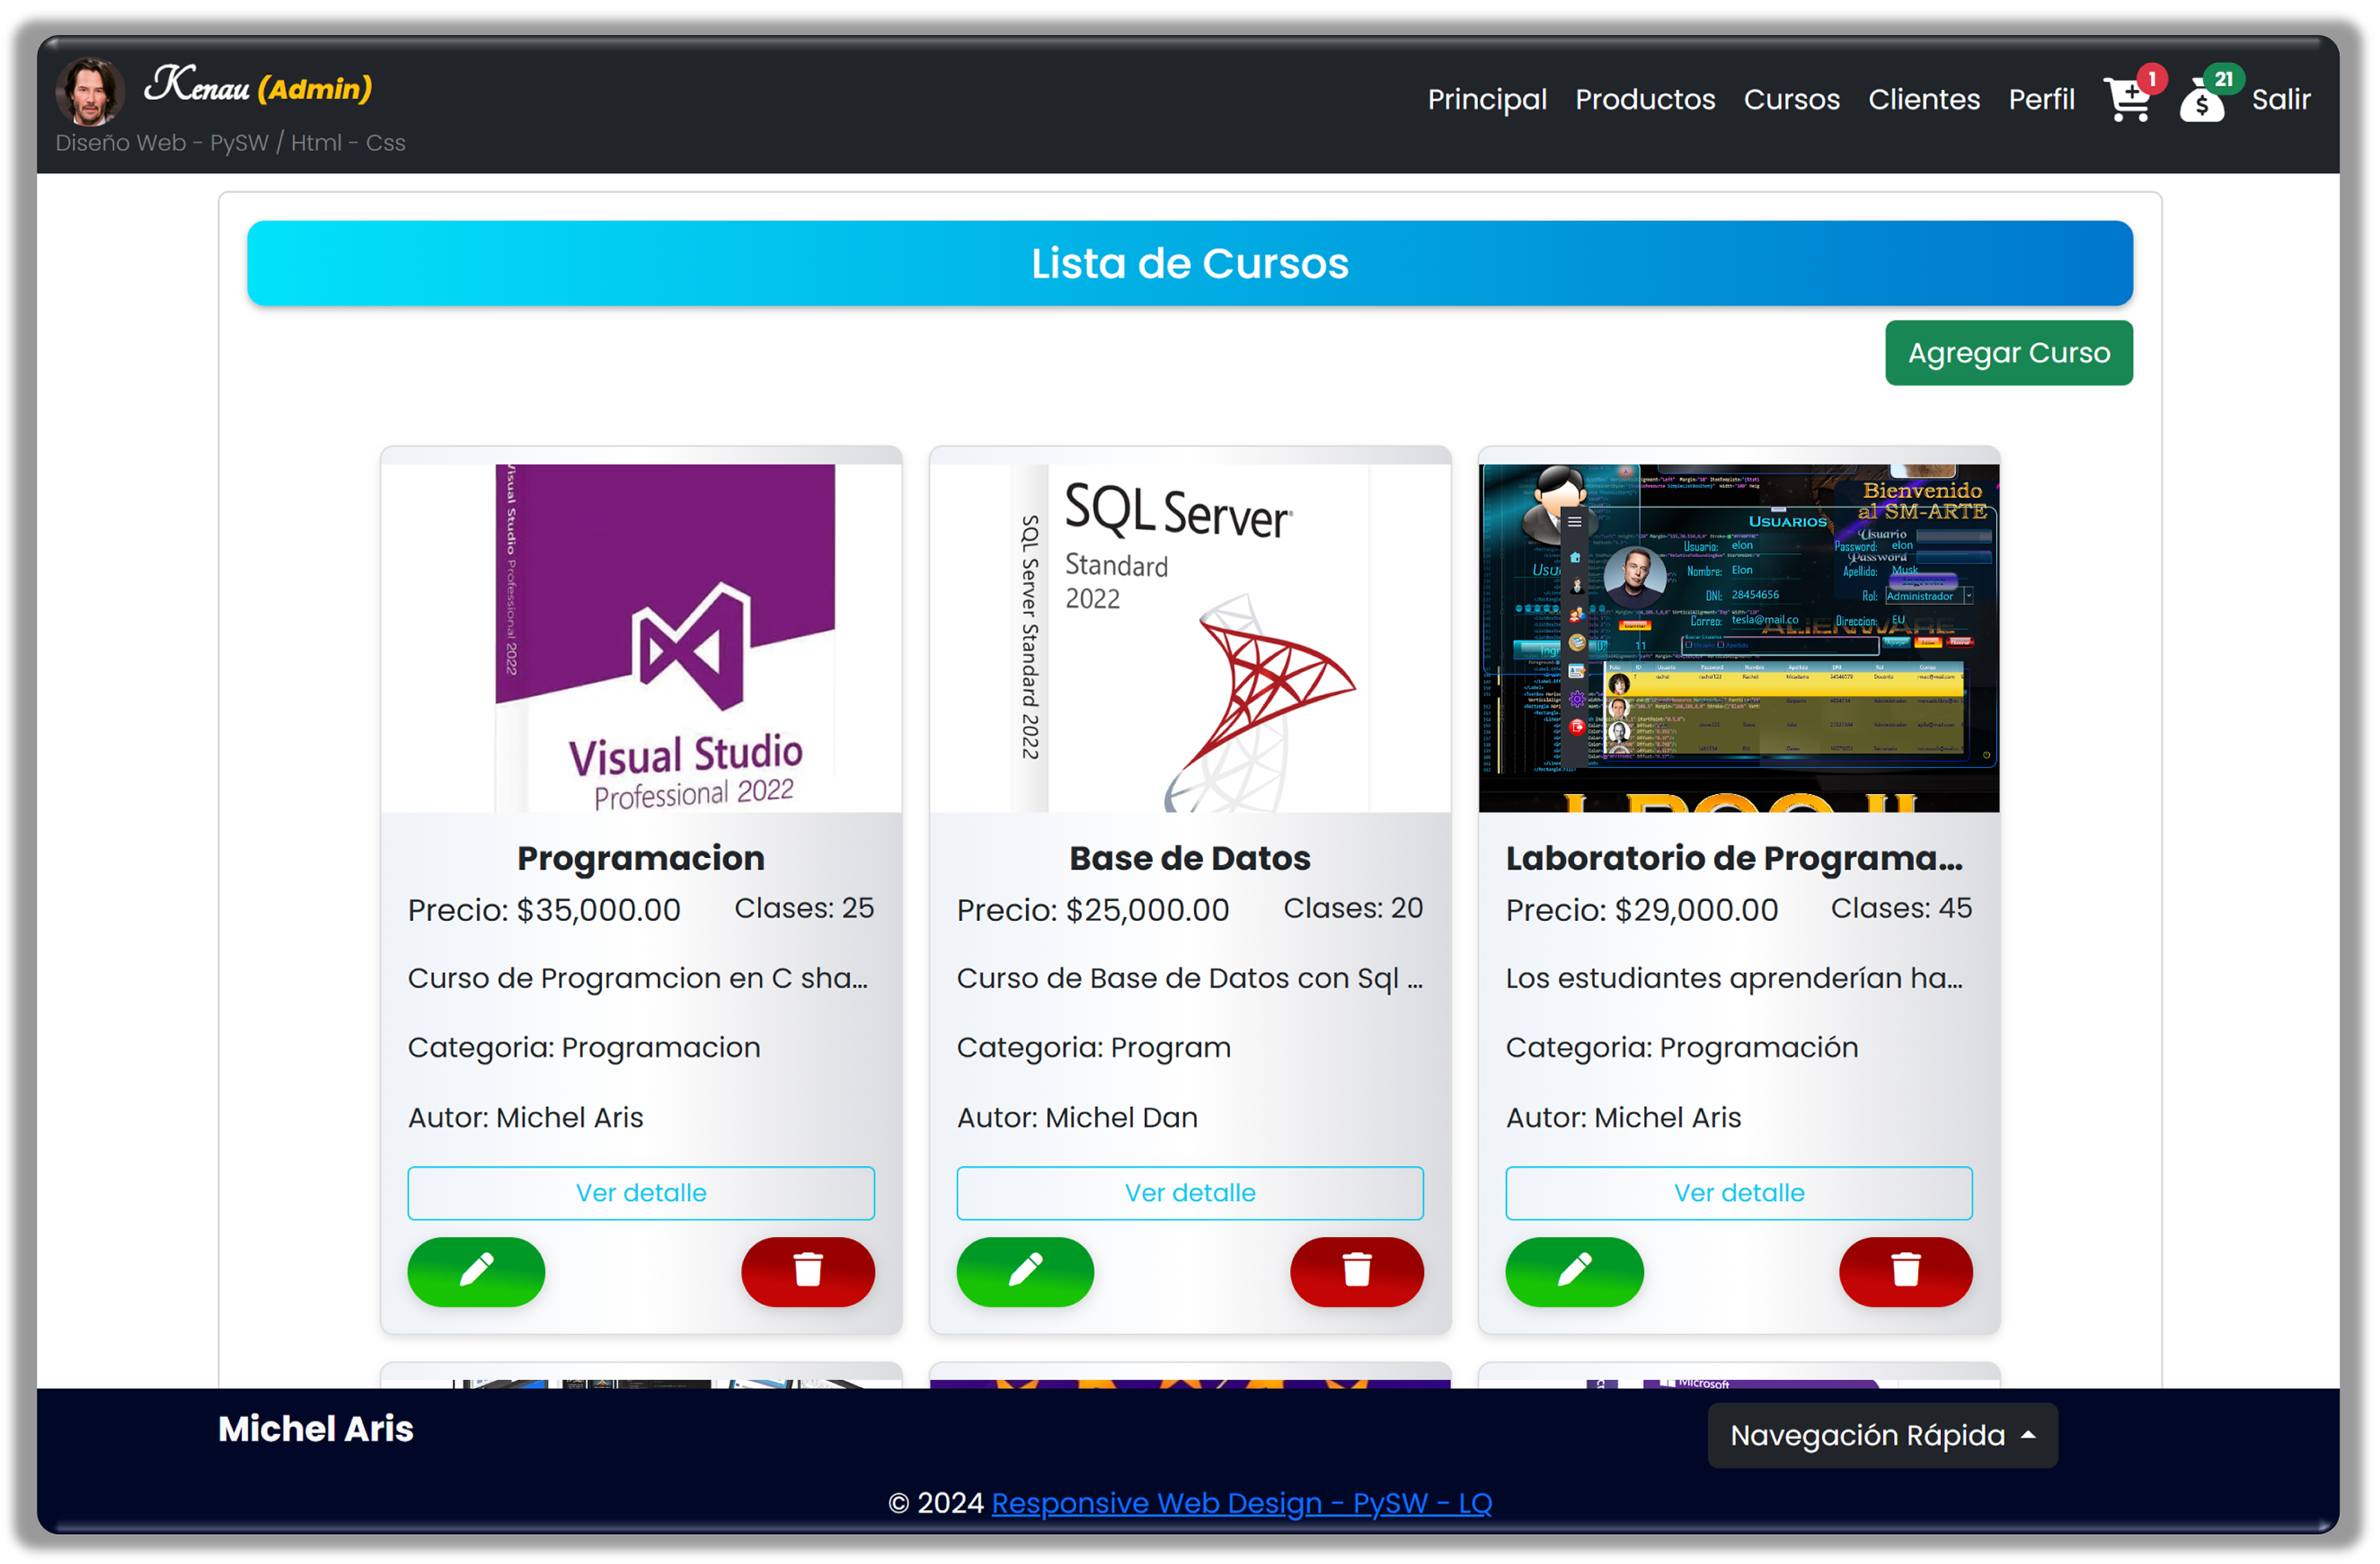 Kenau (Admin)
Diseño Web - PySW / Html - Css
Principal Productos Cursos Clientes Perfil 1 21 Salir
Lista de Cursos
Agregar Curso
Visual Studio Professional 2022
Visual Studio
Professional 2022
Programacion
Precio: $35,000.00 Clases: 25
Curso de Programcion en C sha...
Categoria: Programacion
Autor: Michel Aris
Ver detalle
SQL Server Standard 2022
SQL Server
Standard
2022
Base de Datos
Precio: $25,000.00 Clases: 20
Curso de Base de Datos con Sql ...
Categoria: Program
Autor: Michel Dan
Ver detalle
Bienvenido
al SM-ARTE
Usuarios
Usuario
Usuario: elon
Password: elon
Password
Nombre: Elon
Apellido: Musk
DNI: 28454656
Rol: Administrador
Correo: tesla@mail.co
Direccion: EU
ALIENWARE
11
Laboratorio de Programa...
Precio: $29,000.00 Clases: 45
Los estudiantes aprenderían ha...
Categoria: Programación
Autor: Michel Aris
Ver detalle
Microsoft
Michel Aris
Navegación Rápida
© 2024 Responsive Web Design - PySW - LQ